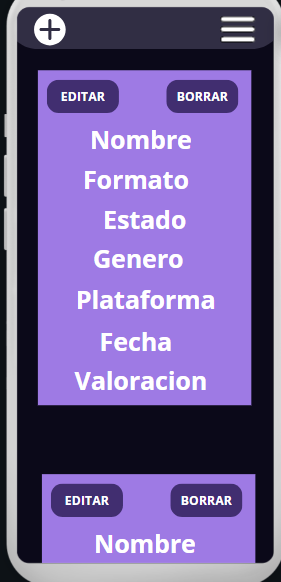 EDITAR BORRAR
Nombre
Formato
Estado
Genero
Plataforma
Fecha
Valoracion
EDITAR BORRAR
Nombre